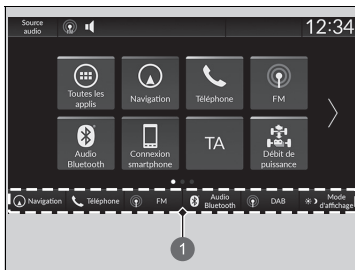 Source
audio
12:34
Toutes les
applis
Navigation
Téléphone
FM
Audio
Bluetooth
Connexion
smartphone
TA
Débit de
puissance
Navigation
Téléphone
FM
Audio
Bluetooth
DAB
Mode
d'affichage
1